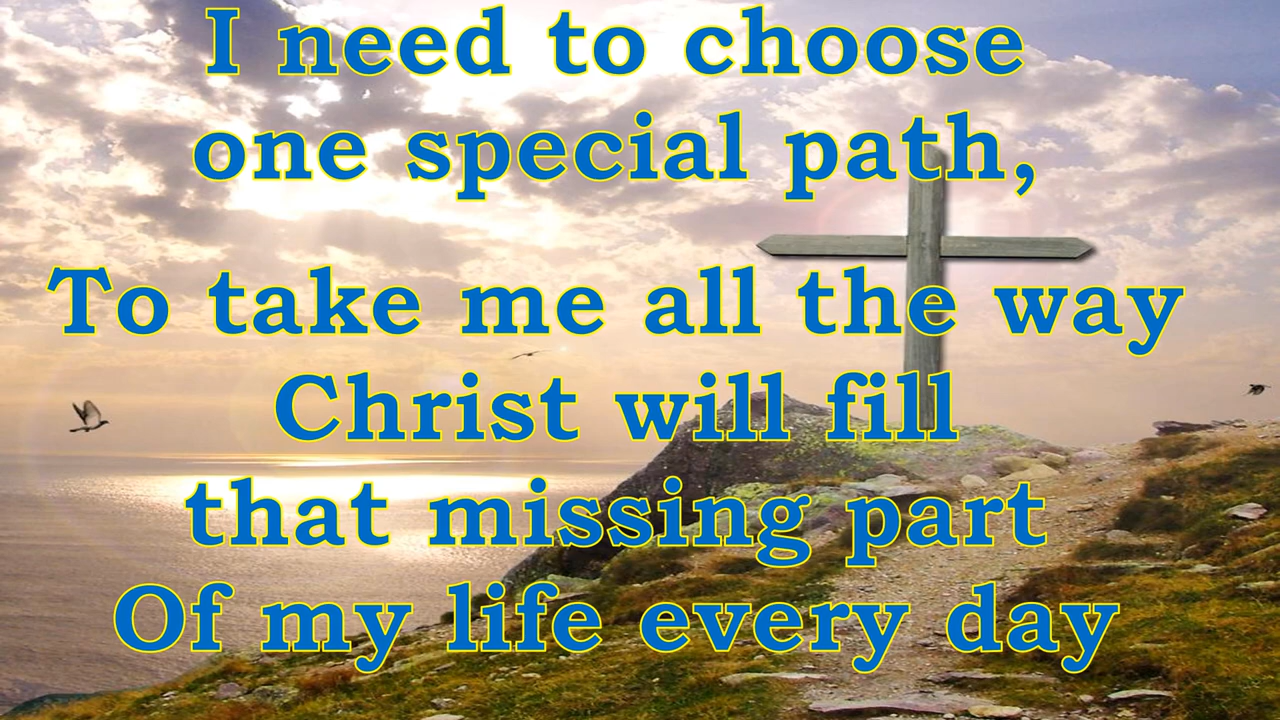 I need to choose
one special path,
To take me all the way
Christ will fill
that missing part
Of my life every day